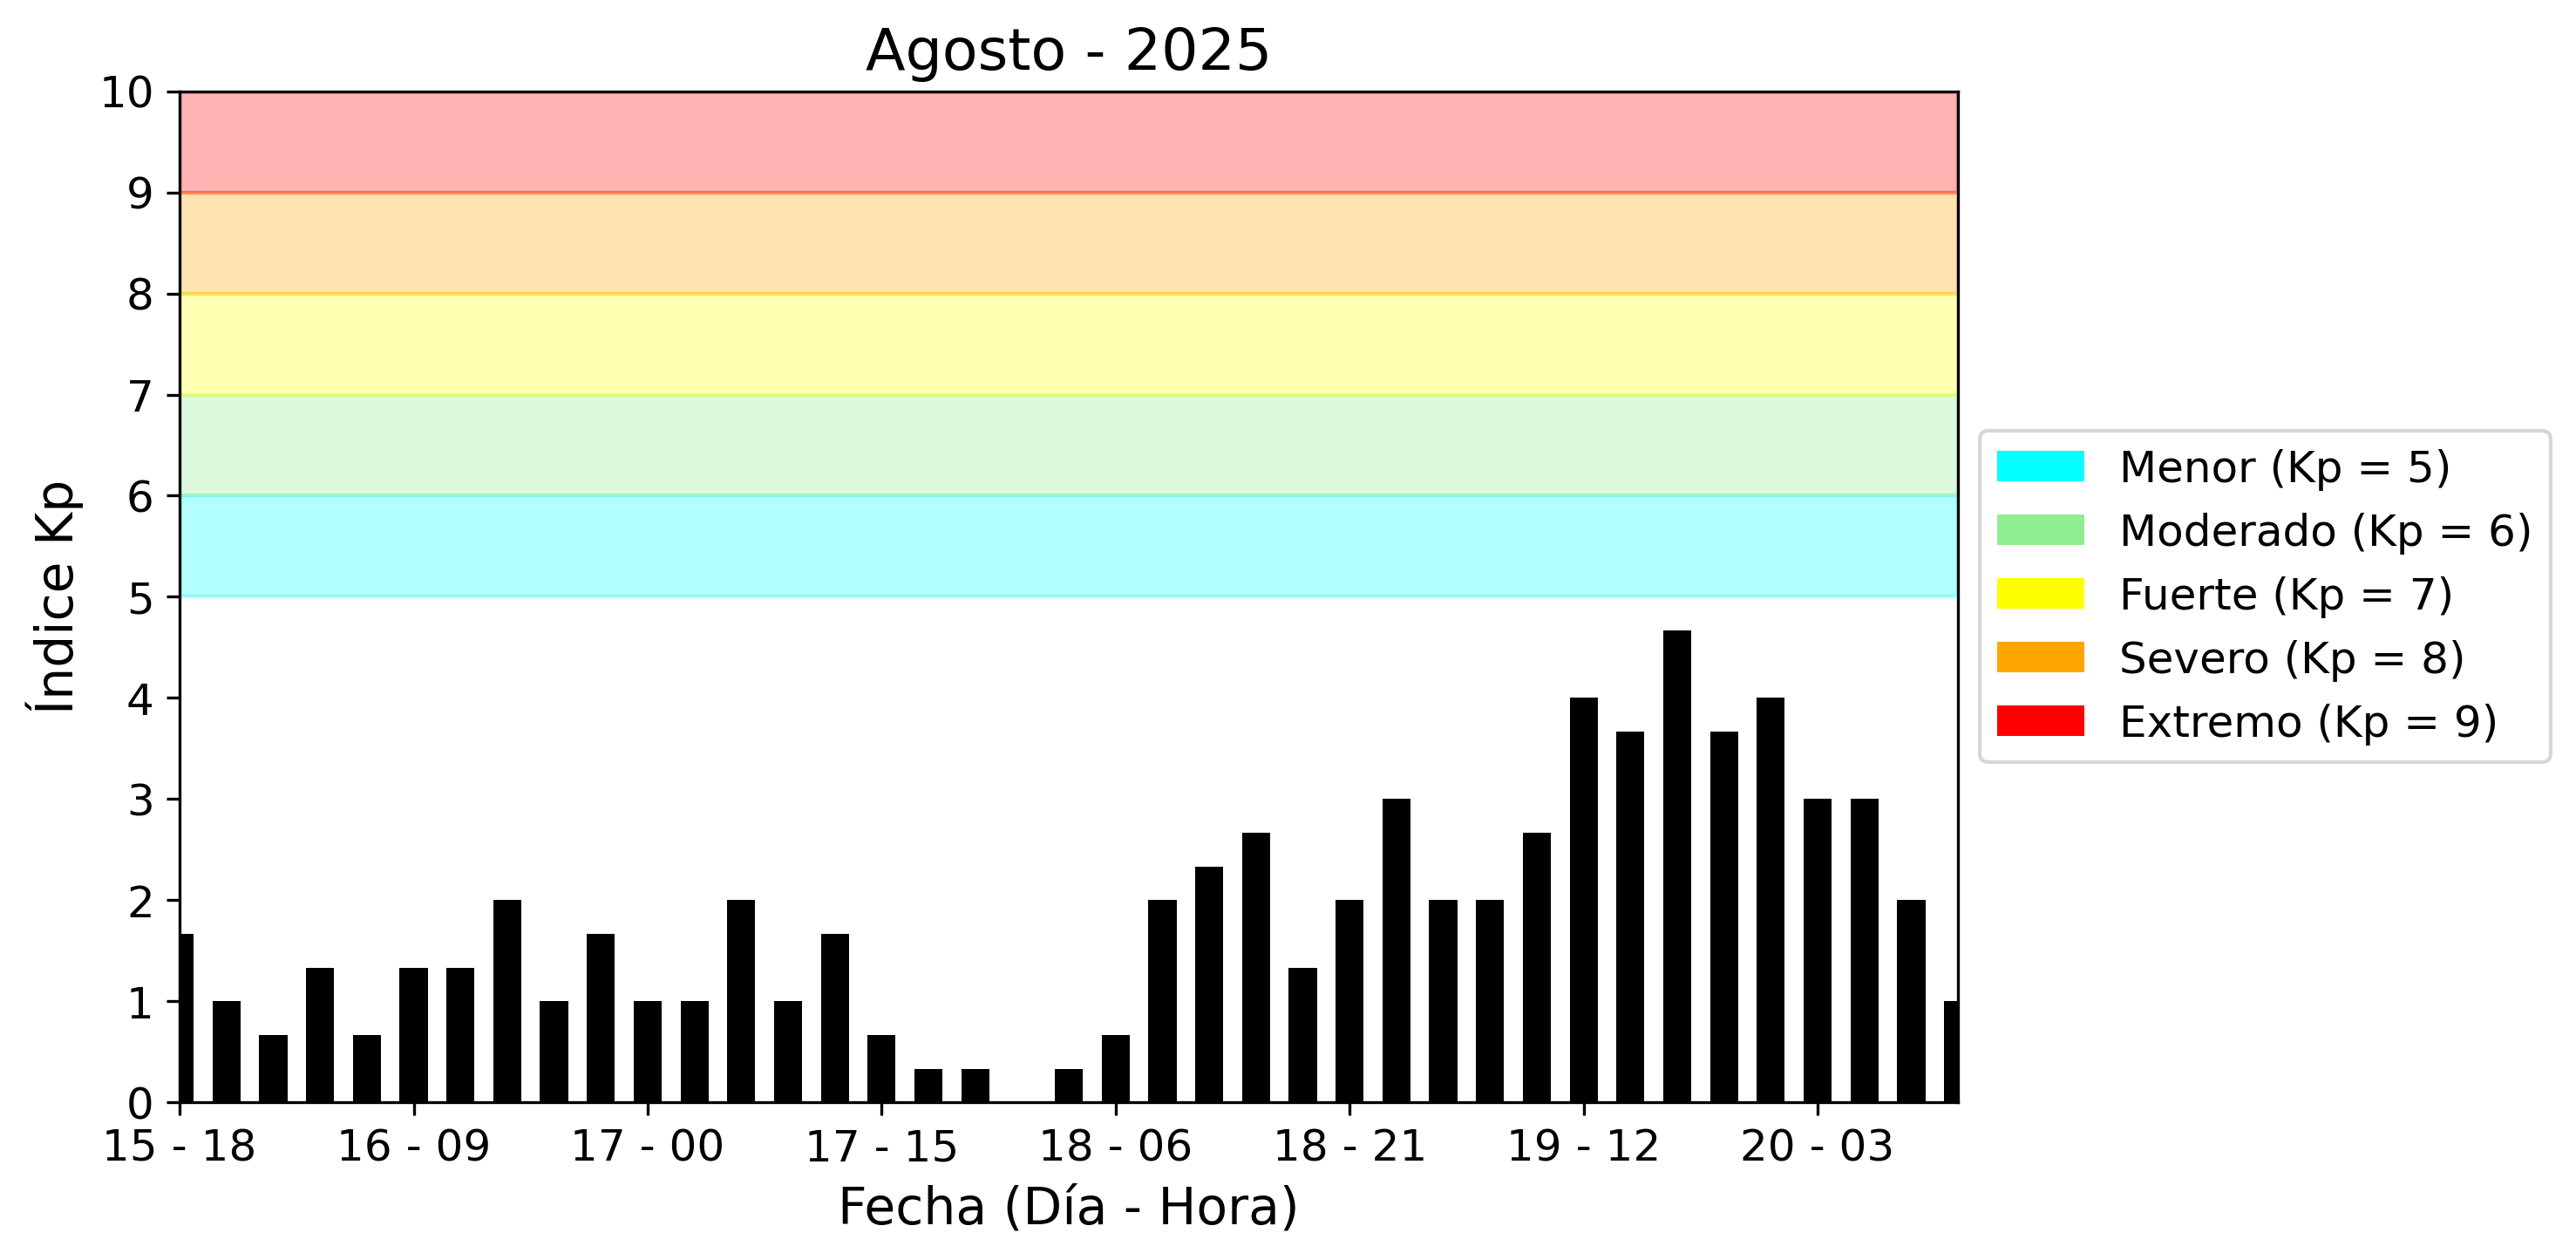 Agosto - 2025
Índice Kp
10
9
8
7
6
5
4
3
2
1
0
15 - 18
16 - 09
17 - 00
17 - 15
18 - 06
18 - 21
19 - 12
20 - 03
Fecha (Día - Hora)
Menor (Kp = 5)
Moderado (Kp = 6)
Fuerte (Kp = 7)
Severo (Kp = 8)
Extremo (Kp = 9)